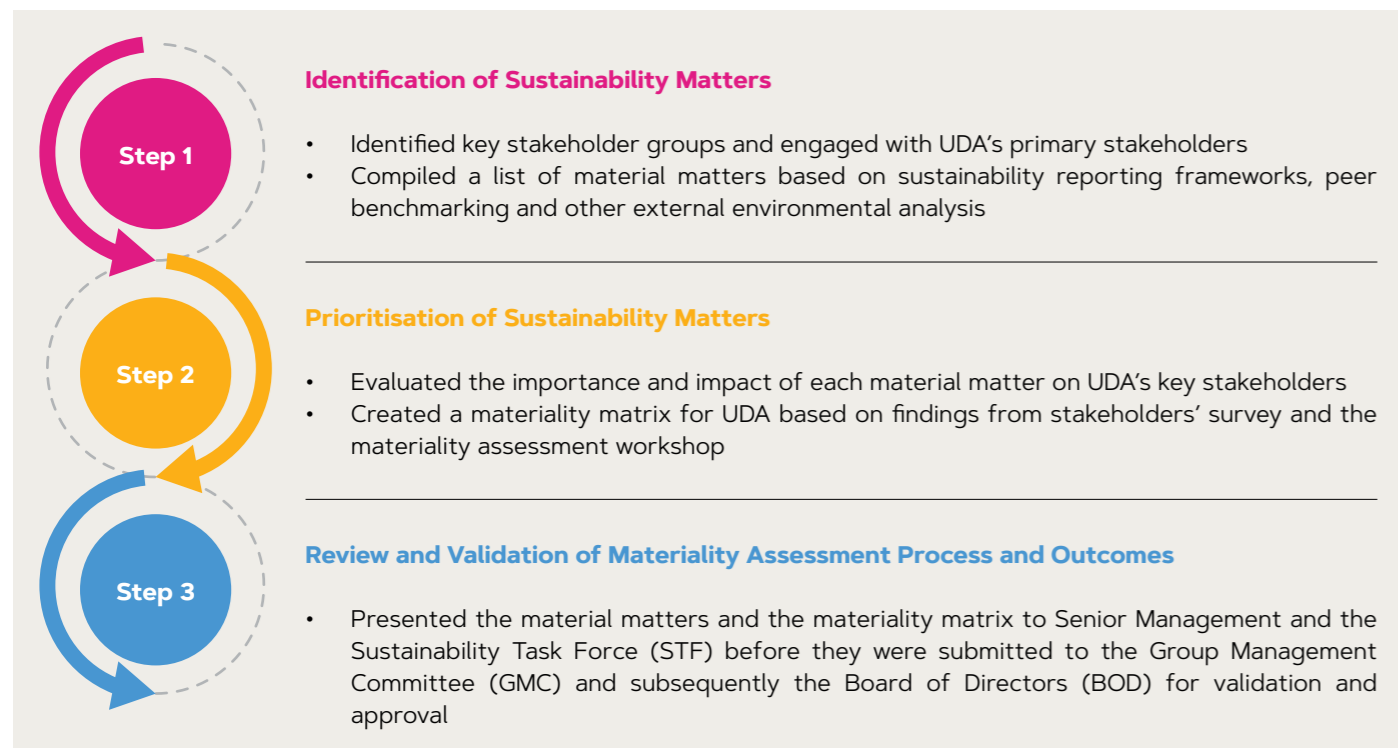 Step 1
Identification of Sustainability Matters
• Identified key stakeholder groups and engaged with UDA’s primary stakeholders
• Compiled a list of material matters based on sustainability reporting frameworks, peer
benchmarking and other external environmental analysis
Step 2
Prioritisation of Sustainability Matters
• Evaluated the importance and impact of each material matter on UDA’s key stakeholders
• Created a materiality matrix for UDA based on findings from stakeholders’ survey and the
materiality assessment workshop
Step 3
Review and Validation of Materiality Assessment Process and Outcomes
• Presented the material matters and the materiality matrix to Senior Management and the
Sustainability Task Force (STF) before they were submitted to the Group Management
Committee (GMC) and subsequently the Board of Directors (BOD) for validation and
approval